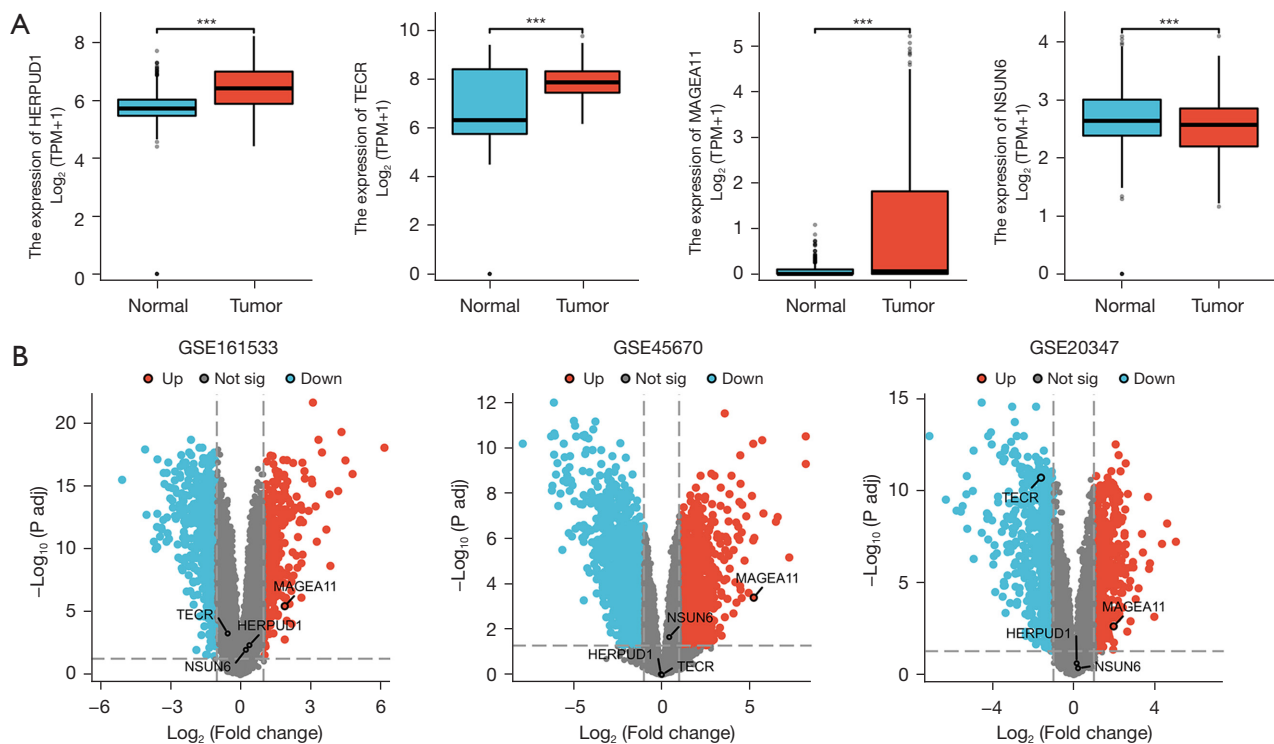 A
The expression of HERPUD1
Log2 (TPM+1)
8
6
4
2
0
***
Normal
Tumor
The expression of TECR
Log2 (TPM+1)
10
8
6
4
2
0
***
Normal
Tumor
The expression of MAGEA11
Log2 (TPM+1)
5
4
3
2
1
0
***
Normal
Tumor
The expression of NSUN6
Log2 (TPM+1)
4
3
2
1
0
***
Normal
Tumor
B
GSE161533
Up
Not sig
Down
–Log10 (P adj)
20
15
10
5
0
MAGEA11
TECR
HERPUD1
NSUN6
–6
–3
0
3
6
Log2 (Fold change)
GSE45670
Up
Not sig
Down
–Log10 (P adj)
12
10
8
6
4
2
0
MAGEA11
NSUN6
HERPUD1
TECR
–8
–4
0
4
8
Log2 (Fold change)
GSE20347
Up
Not sig
Down
–Log10 (P adj)
15
10
5
0
TECR
MAGEA11
HERPUD1
NSUN6
–4
0
4
Log2 (Fold change)